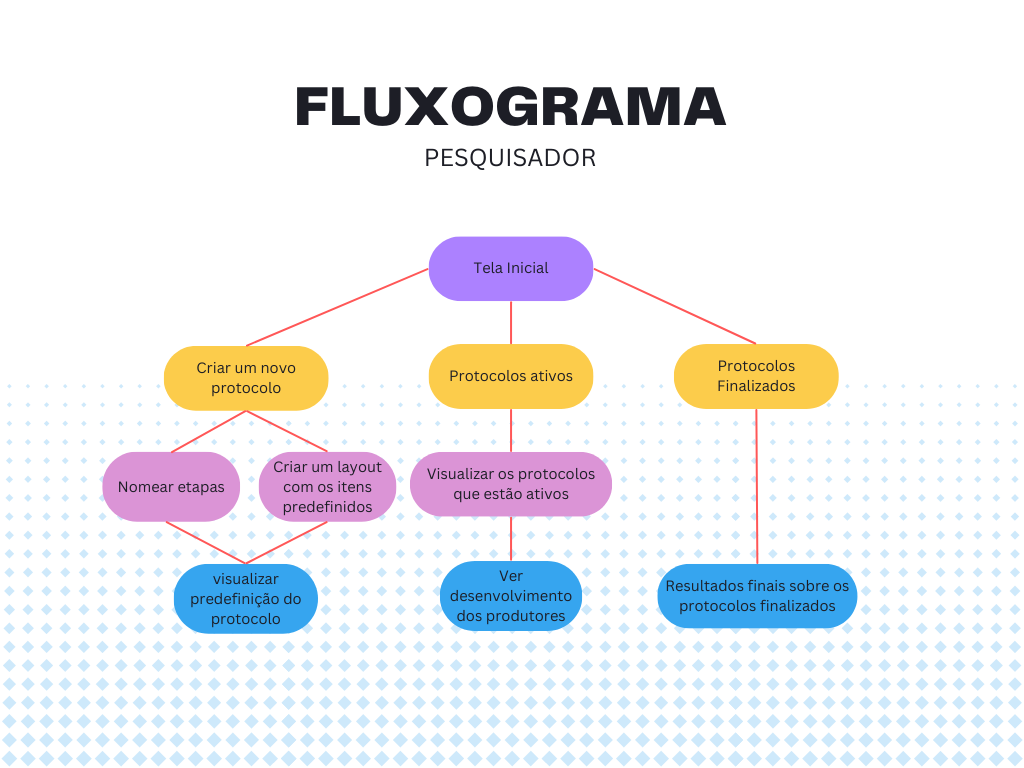 FLUXOGRAMA
PESQUISADOR
Tela Inicial
Criar um novo
protocolo
Protocolos ativos
Protocolos
Finalizados
Nomear etapas
Criar um layout
com os itens
predefinidos
Visualizar os protocolos
que estão ativos
visualizar
predefinição do
protocolo
Ver
desenvolvimento
dos produtores
Resultados finais sobre os
protocolos finalizados